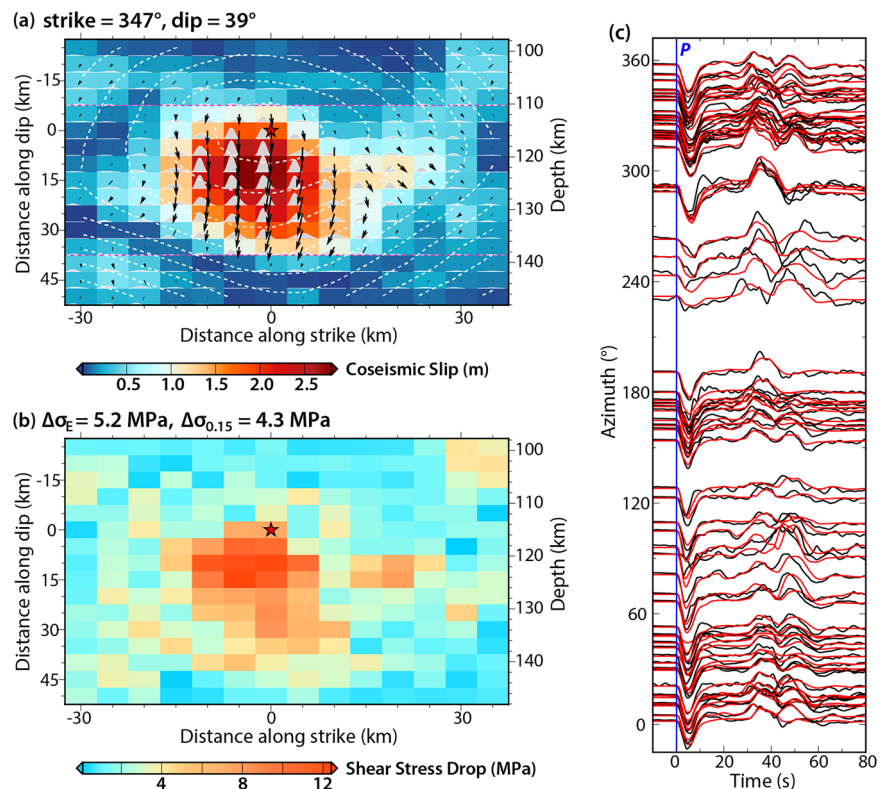 (a) strike = 347°, dip = 39°
Distance along dip (km)
-15
0
15
30
45
100
110
120
130
140
Depth (km)
-30
0
30
Distance along strike (km)
0.5 1.0 1.5 2.0 2.5
Coseismic Slip (m)
(b) ΔσE = 5.2 MPa, Δσ0.15 = 4.3 MPa
Distance along dip (km)
-15
0
15
30
45
100
110
120
130
140
Depth (km)
-30
0
30
Distance along strike (km)
4 8 12
Shear Stress Drop (MPa)
(c)
P
Azimuth (°)
360
300
240
180
120
60
0
0 20 40 60 80
Time (s)